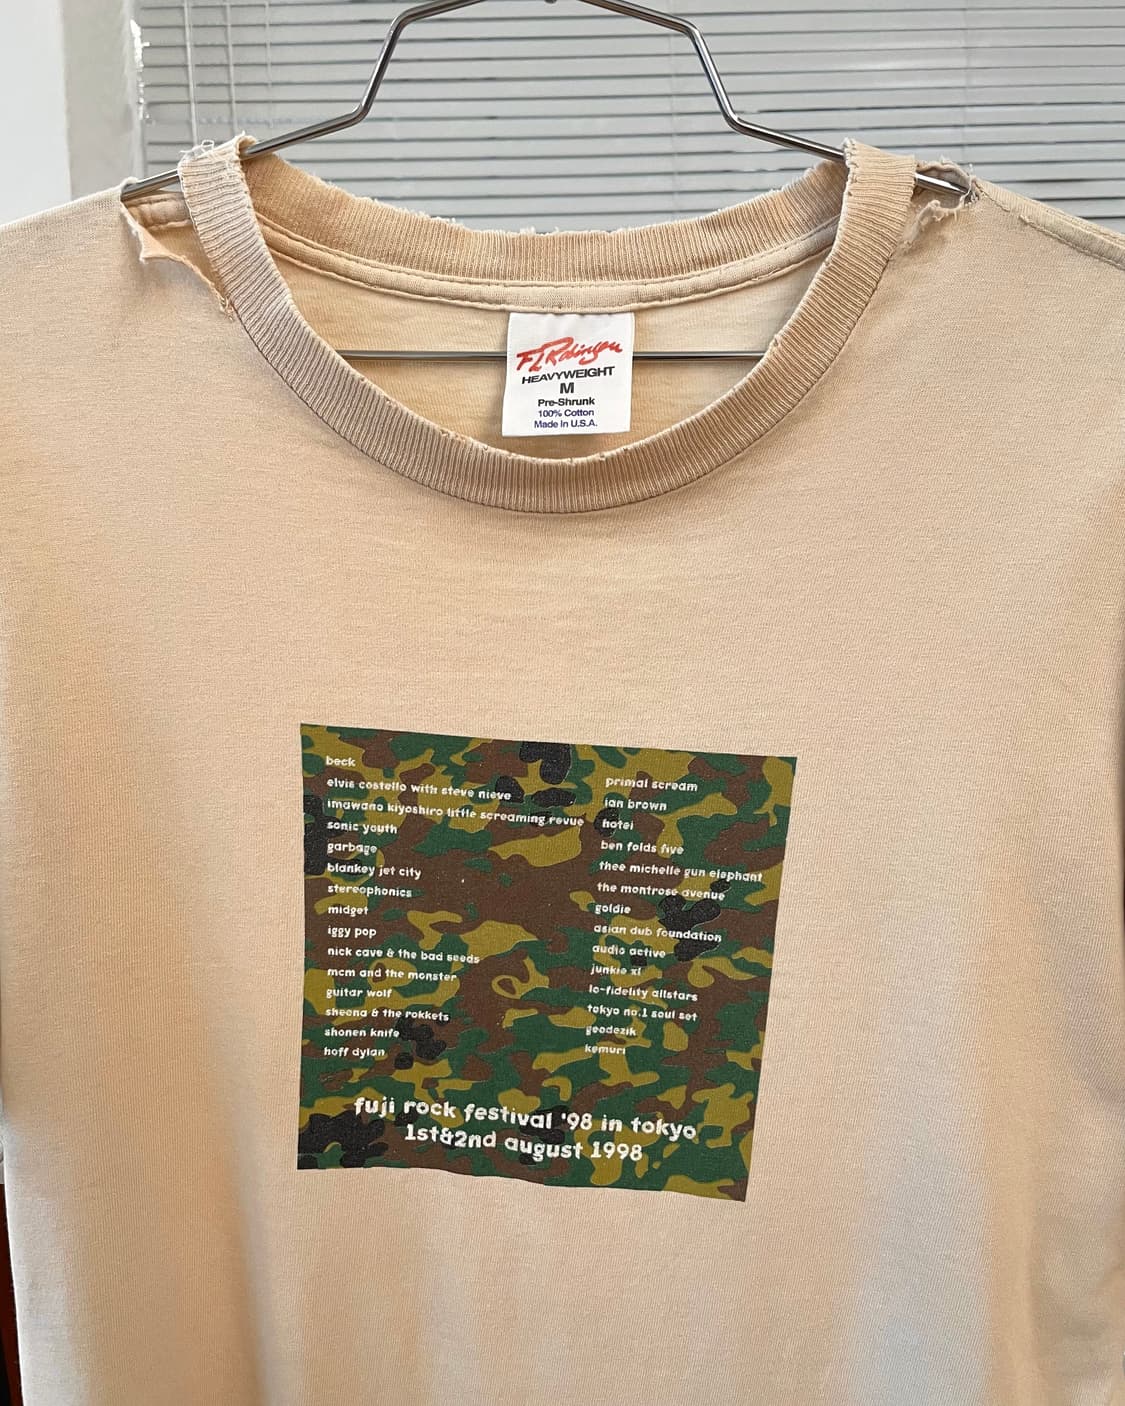 FL Robinson
HEAVYWEIGHT
M
Pre-Shrunk
100% Cotton
Made In U.S.A.
beck
elvis costello with steve nieve
imawano kiyoshiro little screaming revue
sonic youth
garbage
blankey jet city
stereophonics
midget
iggy pop
nick cave & the bad seeds
mcm and the monster
guitar wolf
sheena & the rokkets
shonen knife
hoff dylan
primal scream
ian brown
hotei
ben folds five
thee michelle gun elephant
the montrose avenue
goldie
asian dub foundation
audio active
junkie xl
lo-fidelity allstars
tokyo no.1 soul set
geodezik
kemuri
fuji rock festival '98 in tokyo
1st&2nd august 1998